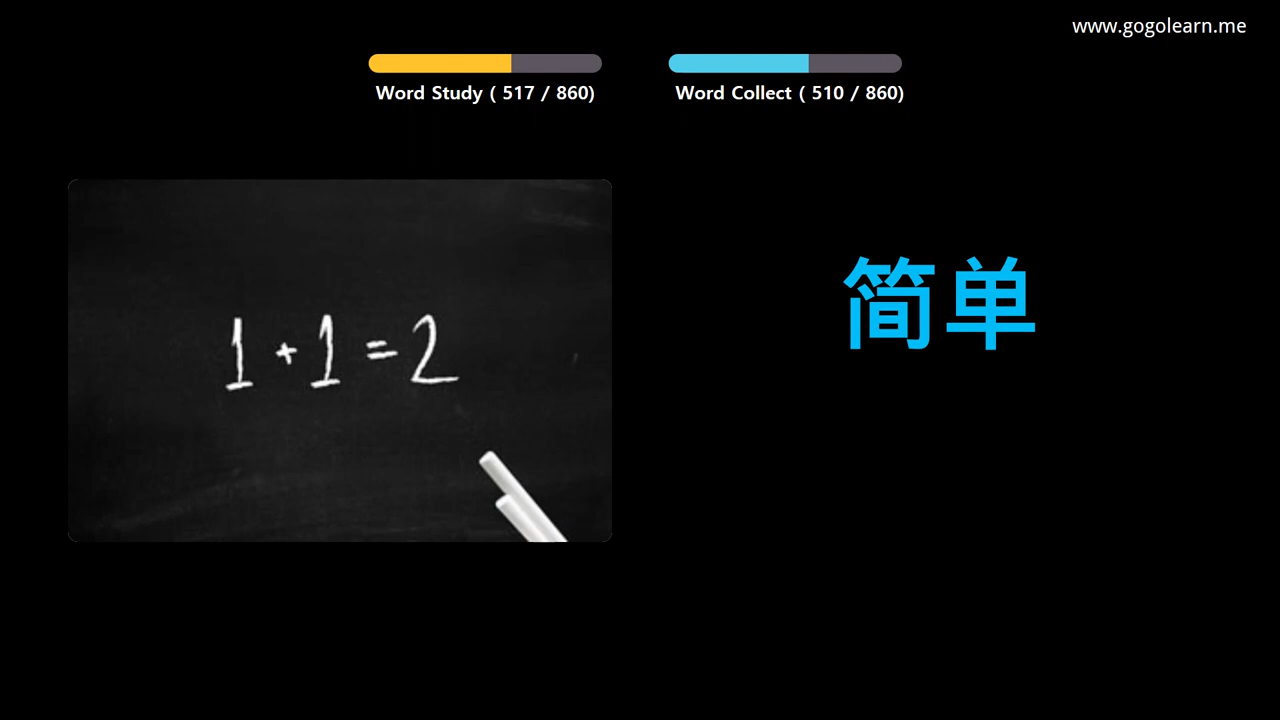 www.gogolearn.me
Word Study ( 517 / 860)
Word Collect ( 510 / 860)
简单
1 + 1 = 2